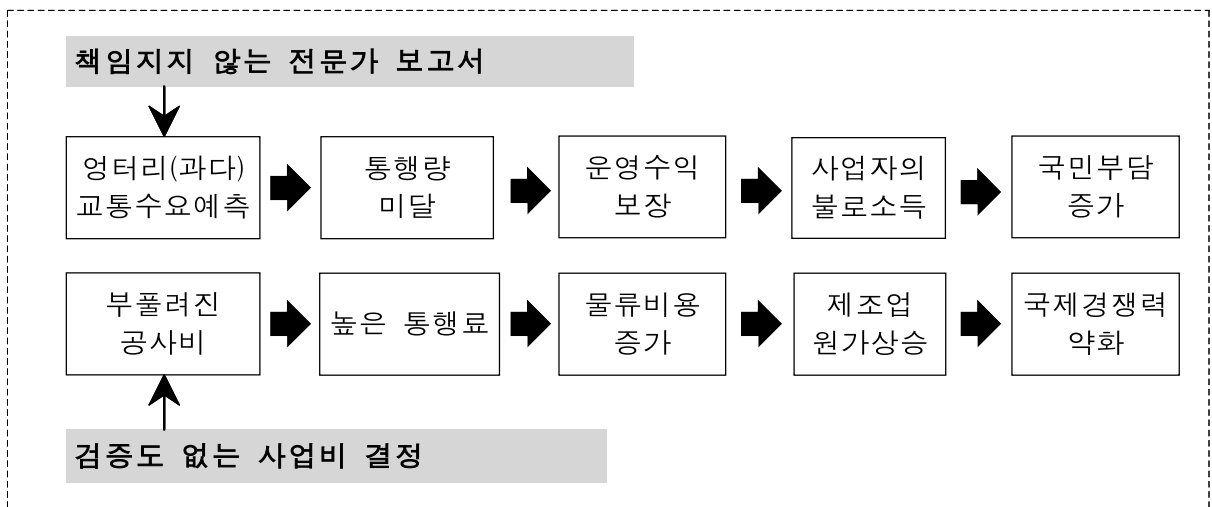 책임지지 않는 전문가 보고서
엉터리(과다)
교통수요예측
통행량
미달
운영수익
보장
사업자의
불로소득
국민부담
증가
부풀려진
공사비
높은 통행료
물류비용
증가
제조업
원가상승
국제경쟁력
약화
검증도 없는 사업비 결정